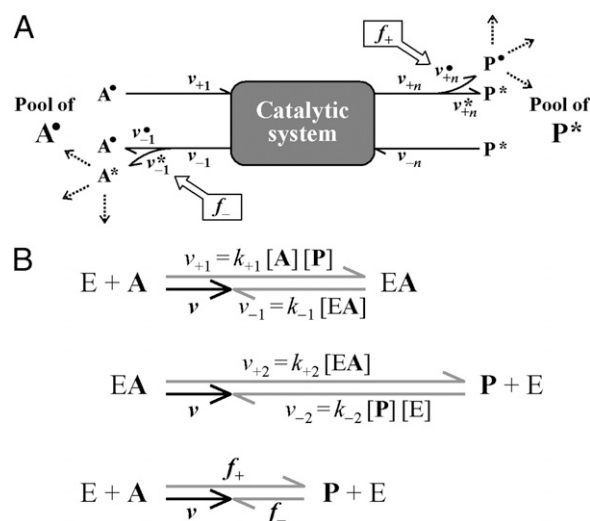 A
f₊
P•
v•₊ₙ
A• v₊₁ v₊ₙ P*
v*₊ₙ
Pool of A• Catalytic system Pool of P*
A• v•₋₁ v₋₁ v₋ₙ P*
v*₋₁
A*
f₋
B
v₊₁ = k₊₁ [A] [P]
E + A EA
v v₋₁ = k₋₁ [EA]
v₊₂ = k₊₂ [EA]
EA P + E
v v₋₂ = k₋₂ [P] [E]
f₊
E + A P + E
v f₋